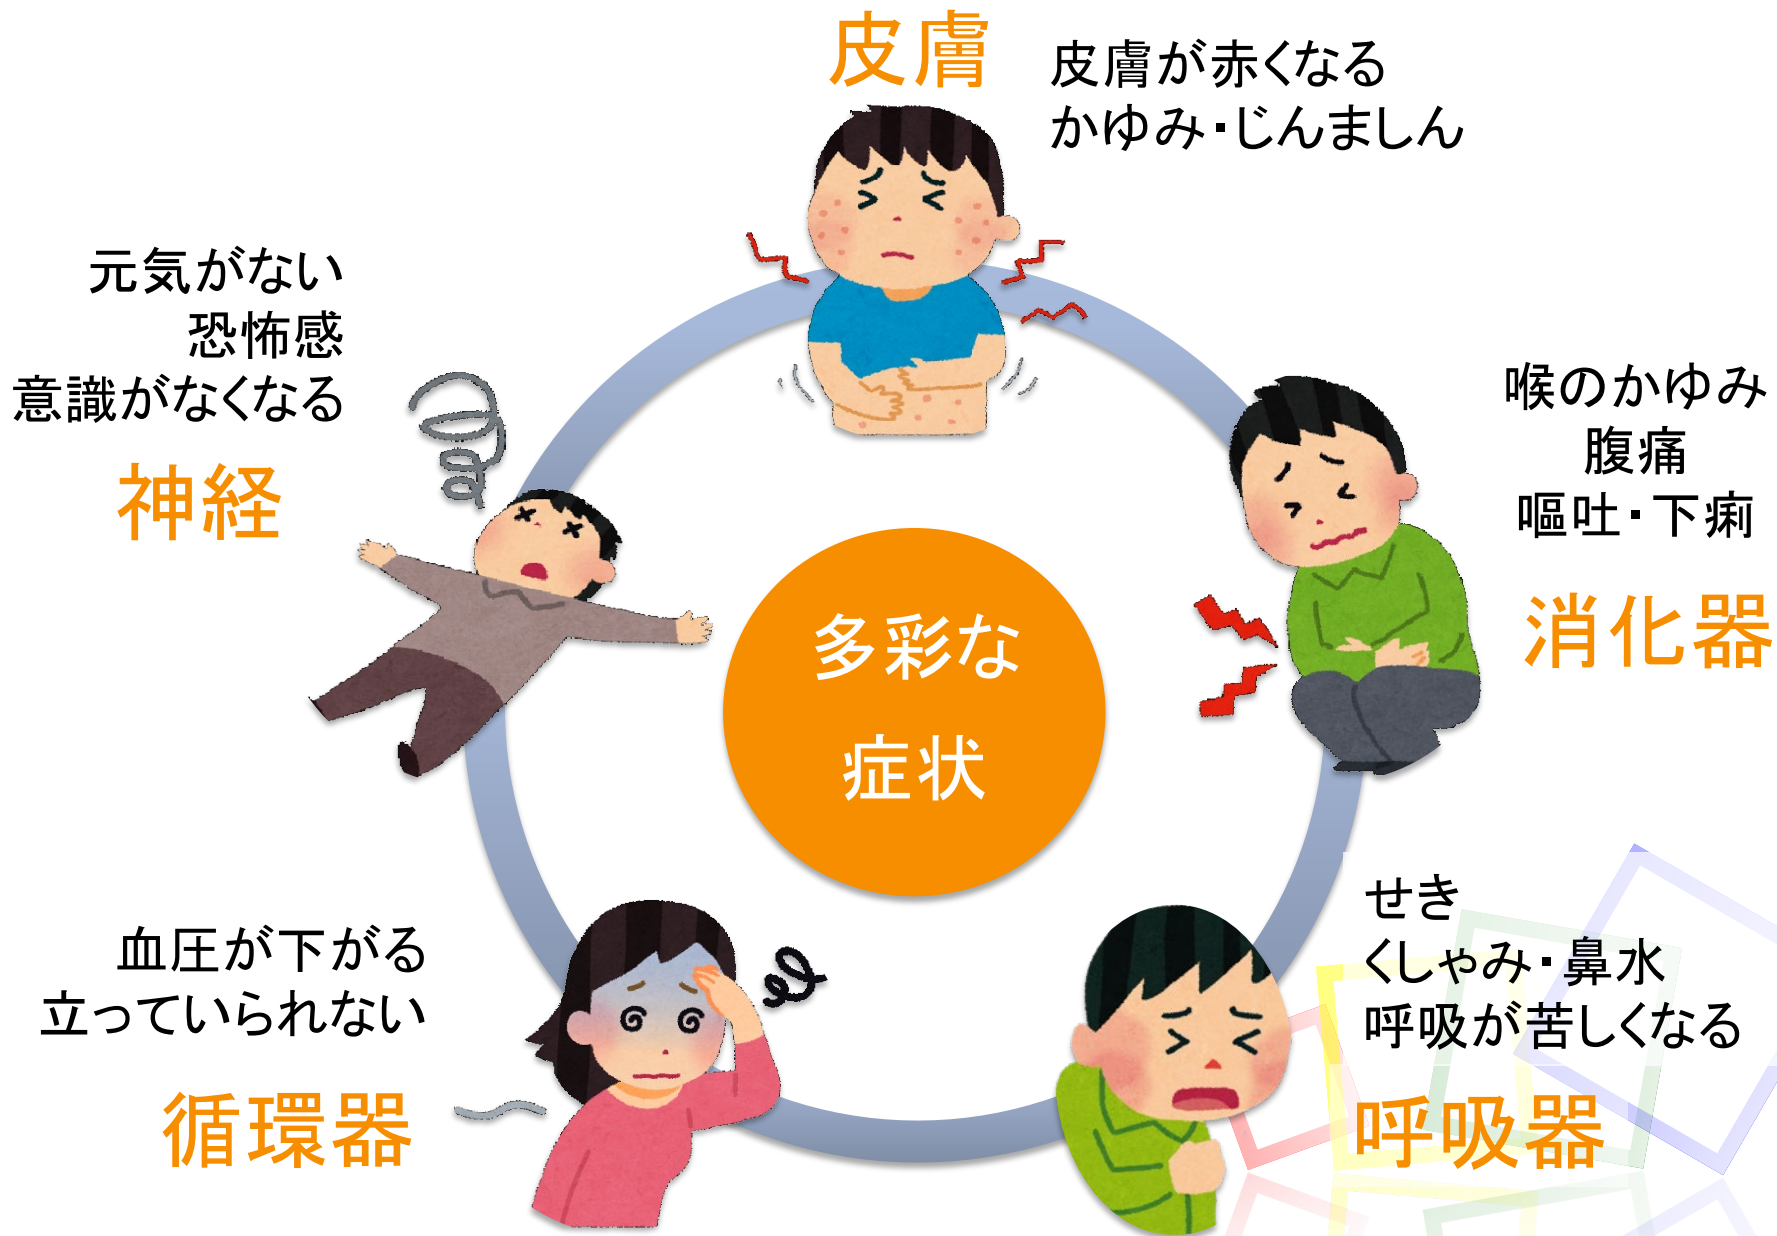 皮膚
皮膚が赤くなる
かゆみ・じんましん
喉のかゆみ
腹痛
嘔吐・下痢
消化器
せき
くしゃみ・鼻水
呼吸が苦しくなる
呼吸器
血圧が下がる
立っていられない
循環器
元気がない
恐怖感
意識がなくなる
神経
多彩な
症状